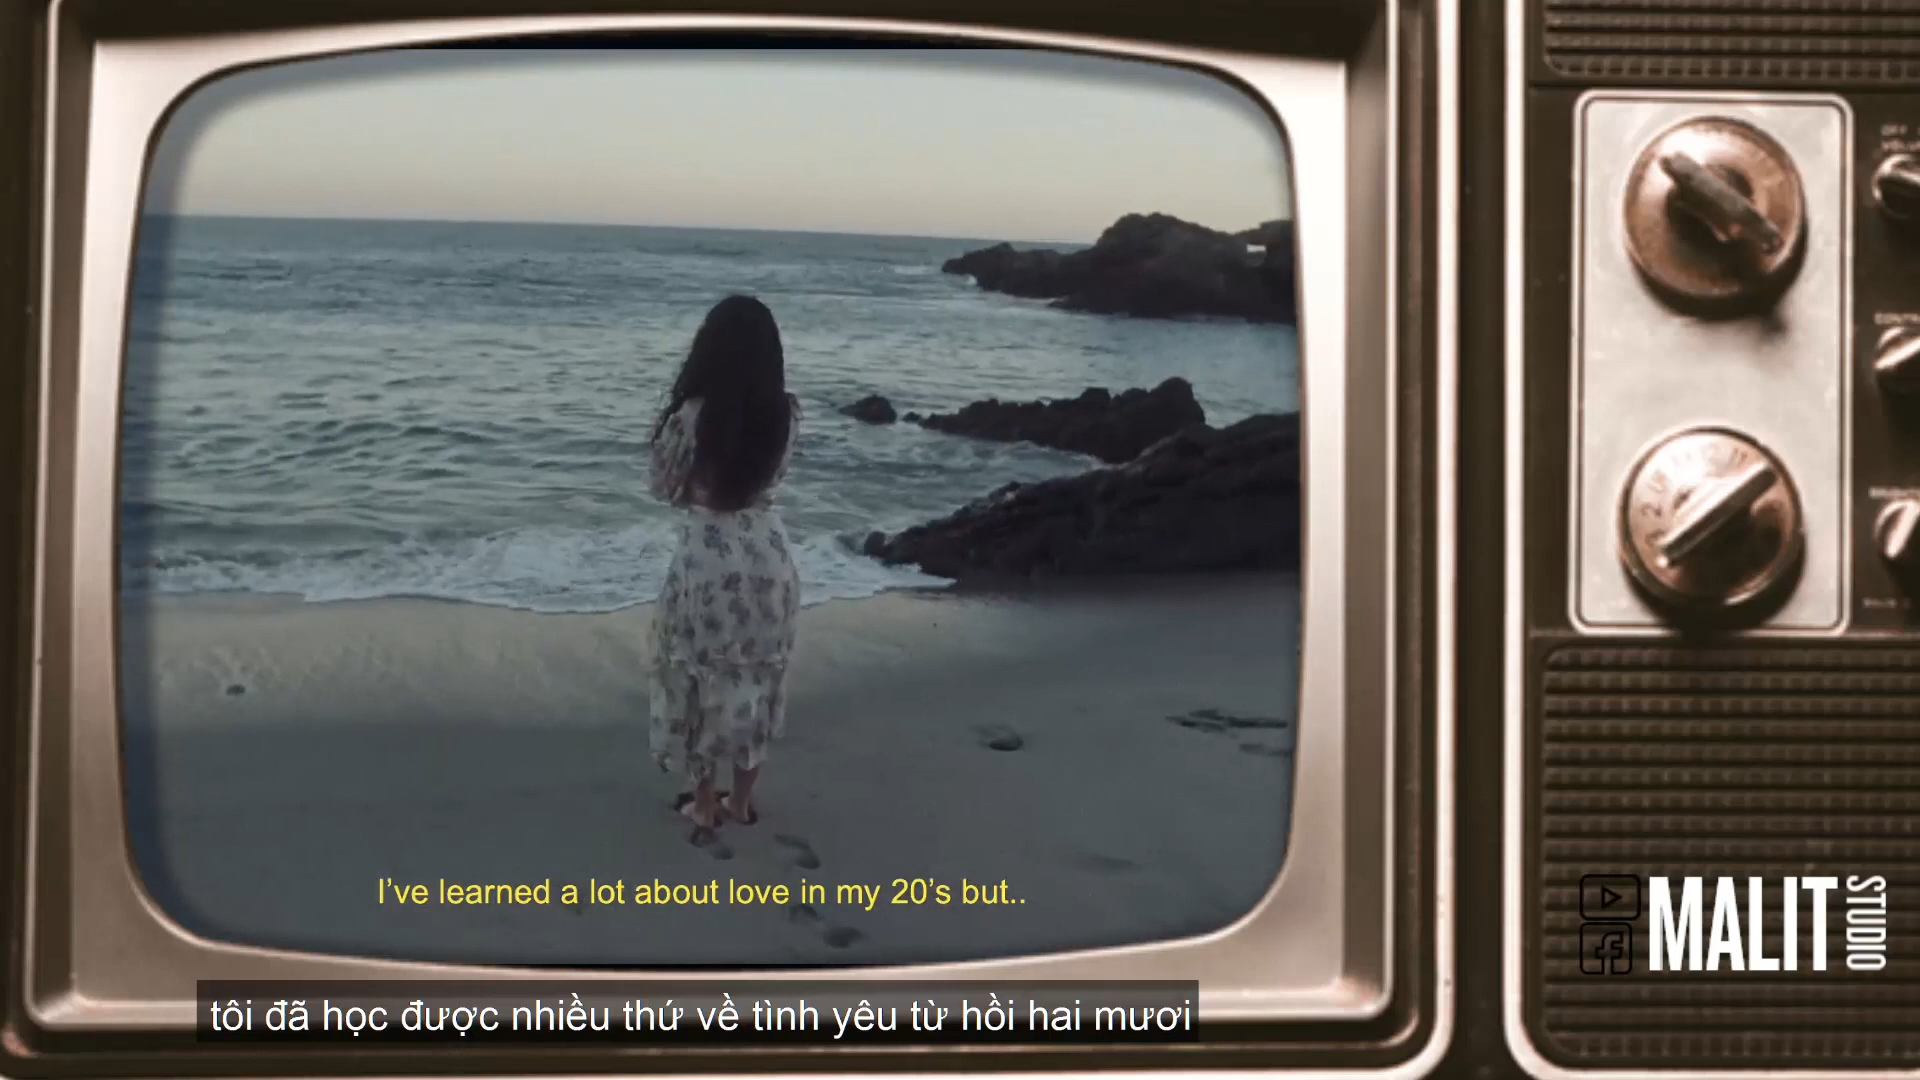 I've learned a lot about love in my 20's but..
tôi đã học được nhiều thứ về tình yêu từ hồi hai mươi
MALIT
STUDIO